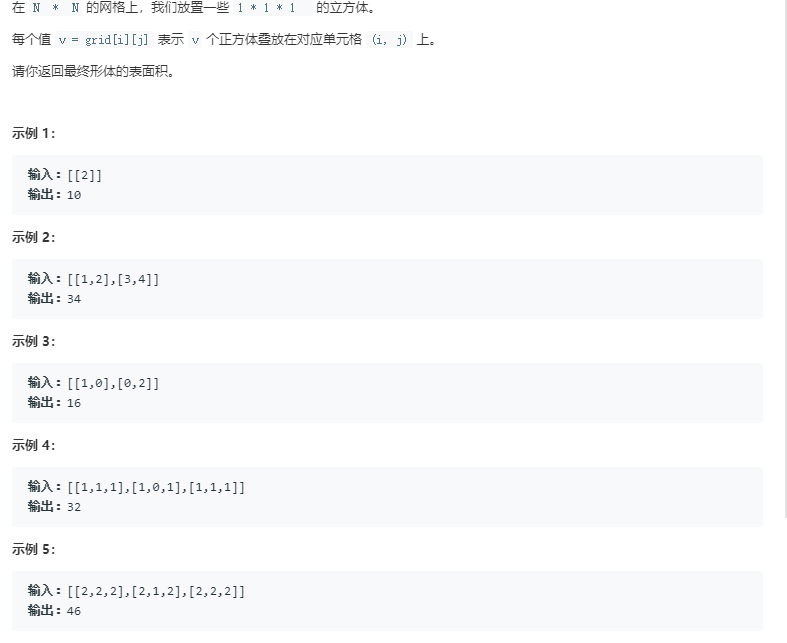 在 N * N 的网格上，我们放置一些 1 * 1 * 1 的立方体。
每个值 v = grid[i][j] 表示 v 个正方体叠放在对应单元格 (i, j) 上。
请你返回最终形体的表面积。
示例 1：
输入：[[2]]
输出：10
示例 2：
输入：[[1,2],[3,4]]
输出：34
示例 3：
输入：[[1,0],[0,2]]
输出：16
示例 4：
输入：[[1,1,1],[1,0,1],[1,1,1]]
输出：32
示例 5：
输入：[[2,2,2],[2,1,2],[2,2,2]]
输出：46